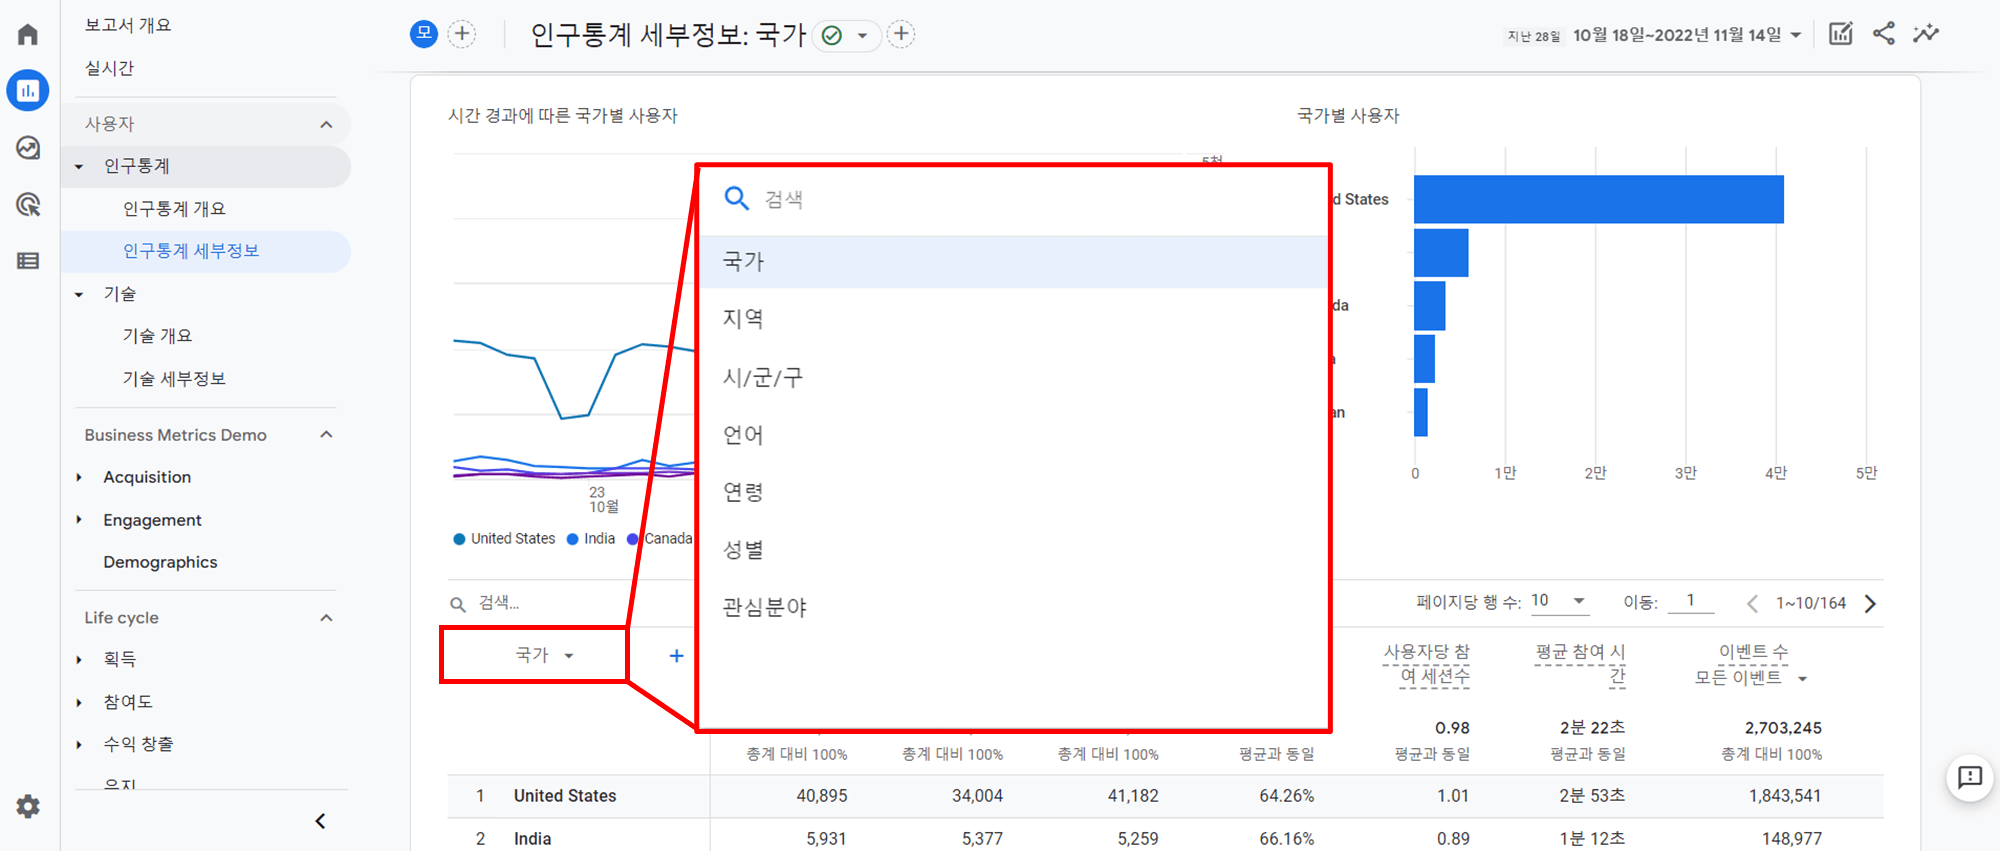 보고서 개요
실시간
사용자
인구통계
인구통계 개요
인구통계 세부정보
기술
기술 개요
기술 세부정보
Business Metrics Demo
Acquisition
Engagement
Demographics
Life cycle
획득
참여도
수익 창출
모
인구통계 세부정보: 국가
지난 28일 10월 18일~2022년 11월 14일
시간 경과에 따른 국가별 사용자
23
10월
United States India Canada
국가별 사용자
d States
da
an
0 1만 2만 3만 4만 5만
검색
국가
지역
시/군/구
언어
연령
성별
관심분야
검색...
페이지당 행 수: 10 이동: 1 1~10/164
국가
사용자당 참
여 세션수
평균 참여 시
간
이벤트 수
모든 이벤트
0.98 2분 22초 2,703,245
총계 대비 100% 총계 대비 100% 총계 대비 100% 평균과 동일 평균과 동일 평균과 동일 총계 대비 100%
1 United States 40,895 34,004 41,182 64.26% 1.01 2분 53초 1,843,541
2 India 5,931 5,377 5,259 66.16% 0.89 1분 12초 148,977